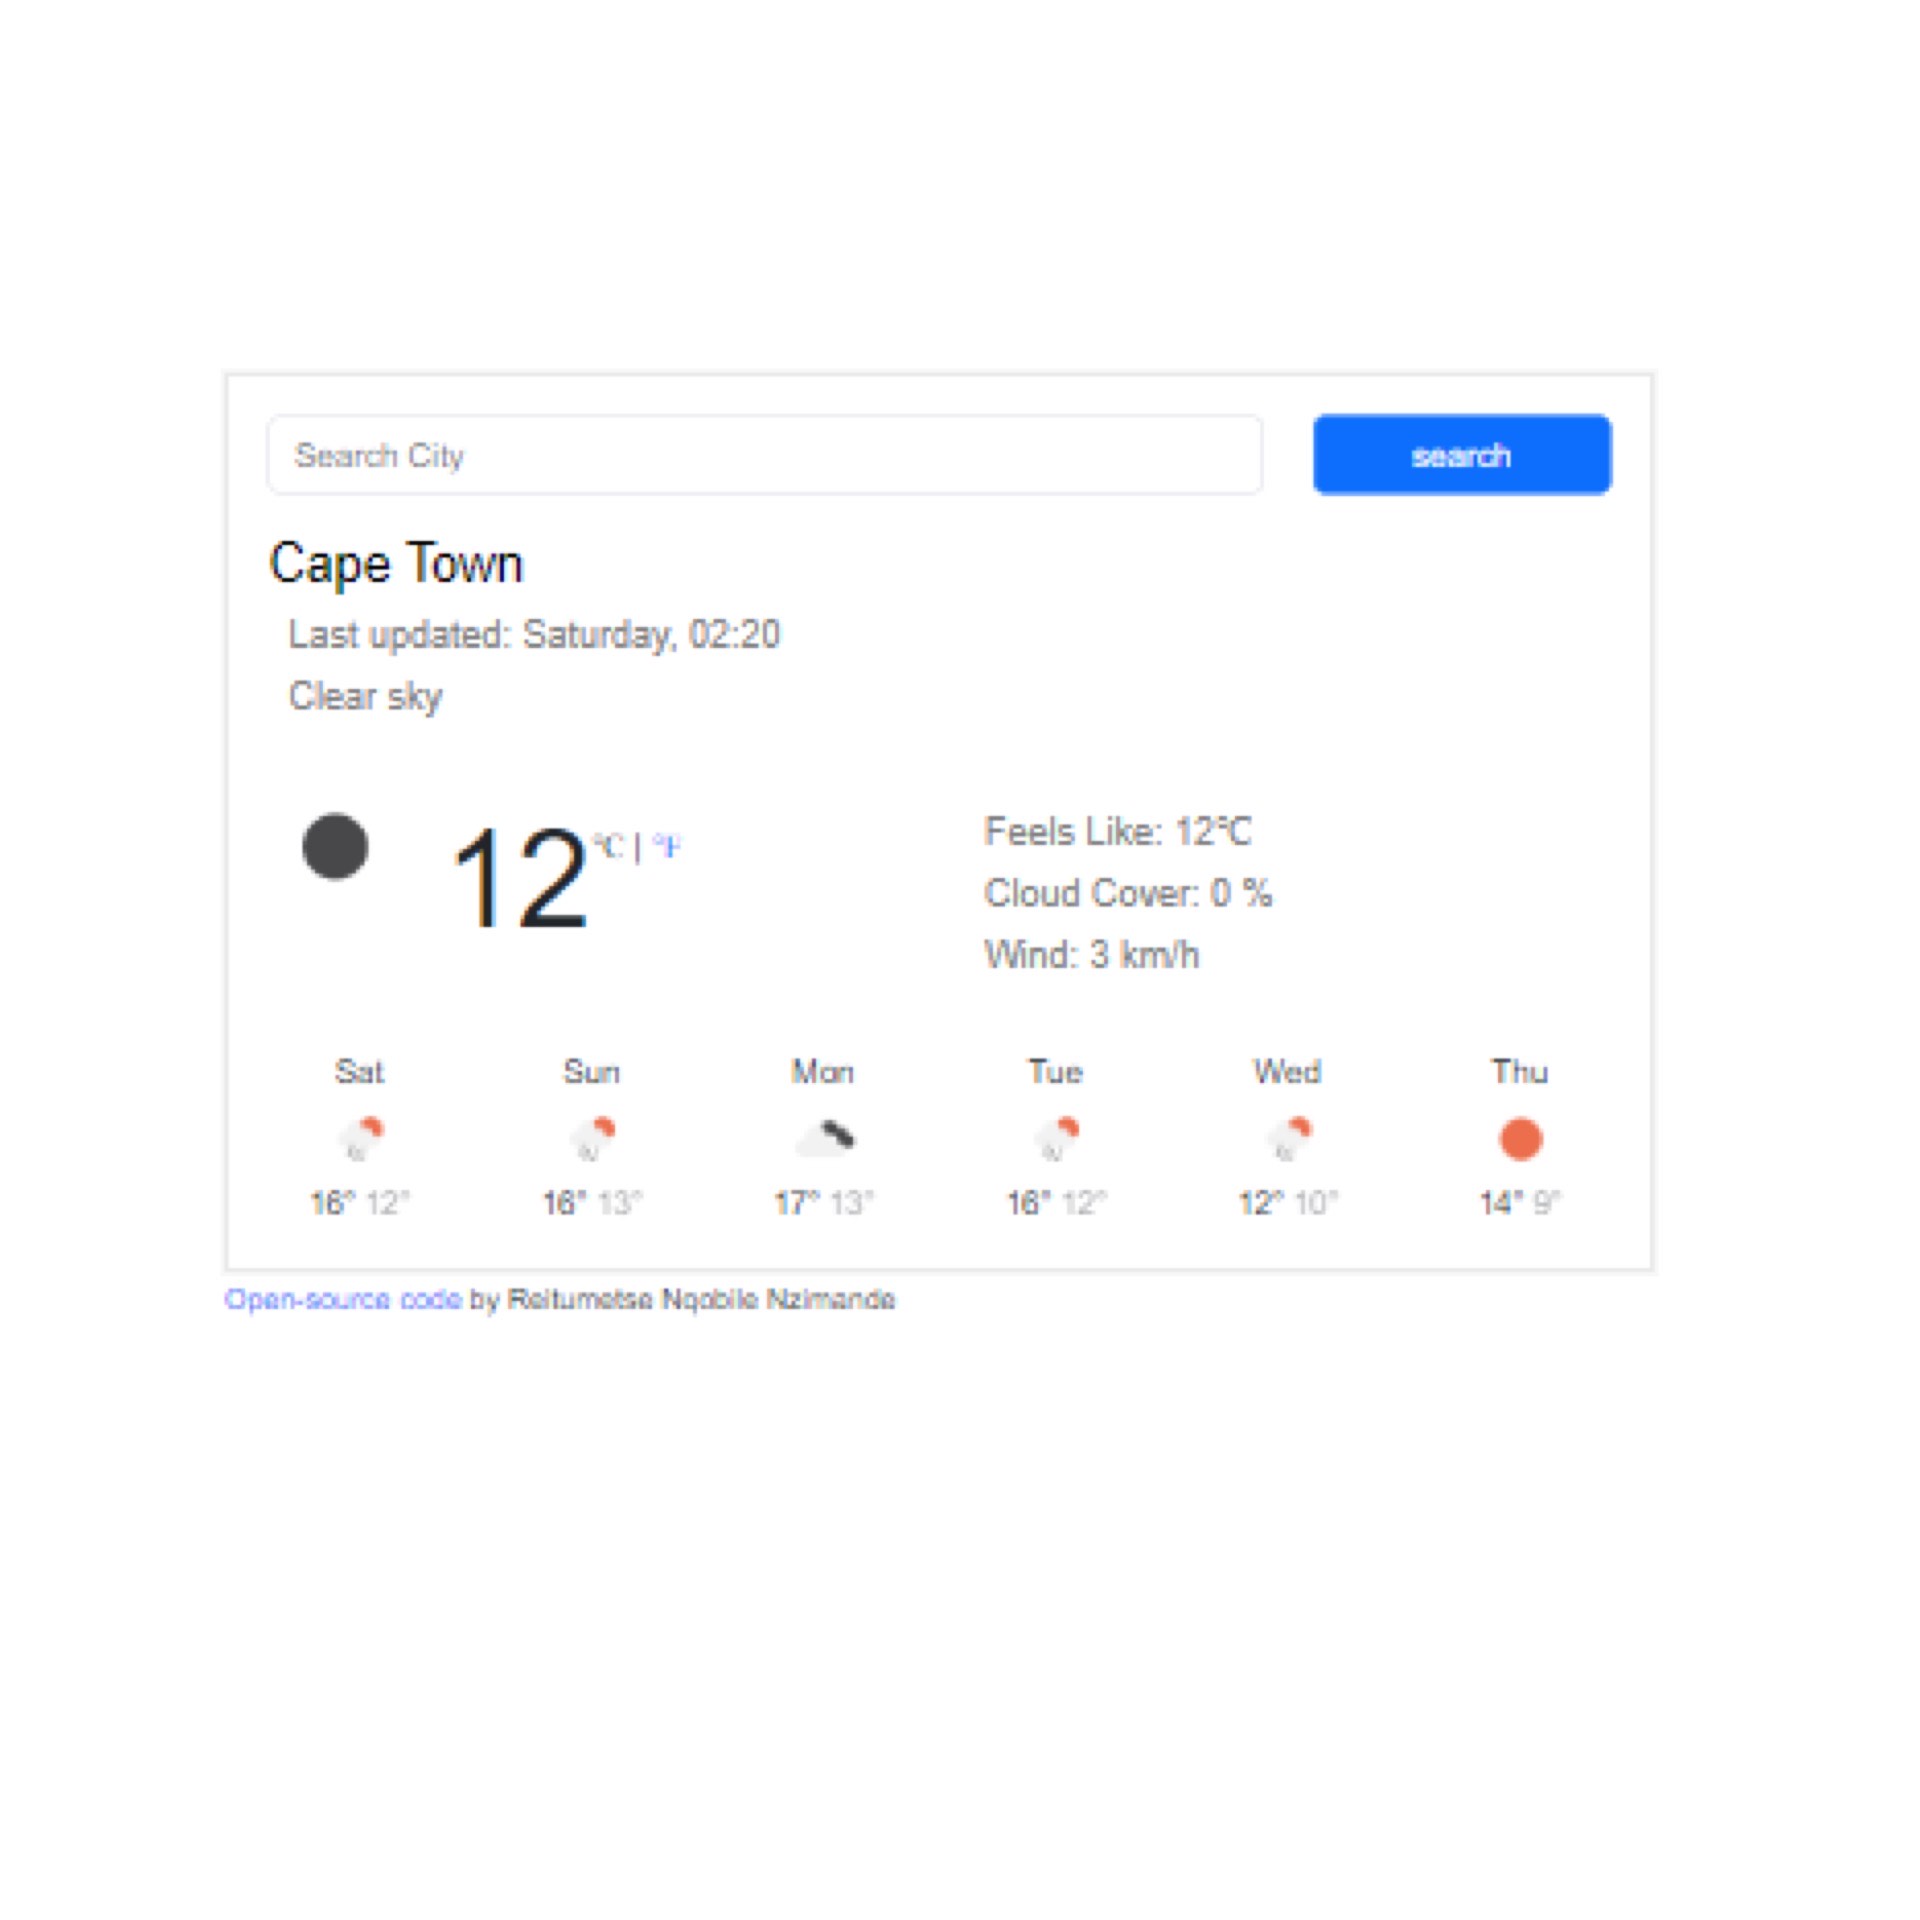 Search City
search
Cape Town
Last updated: Saturday, 02:20
Clear sky
12 °C | °F
Feels Like: 12°C
Cloud Cover: 0 %
Wind: 3 km/h
Sat Sun Mon Tue Wed Thu
16° 12° 16° 13° 17° 13° 16° 12° 12° 10° 14° 9°
Open-source code by Reitumetse Nqobile Nzimande